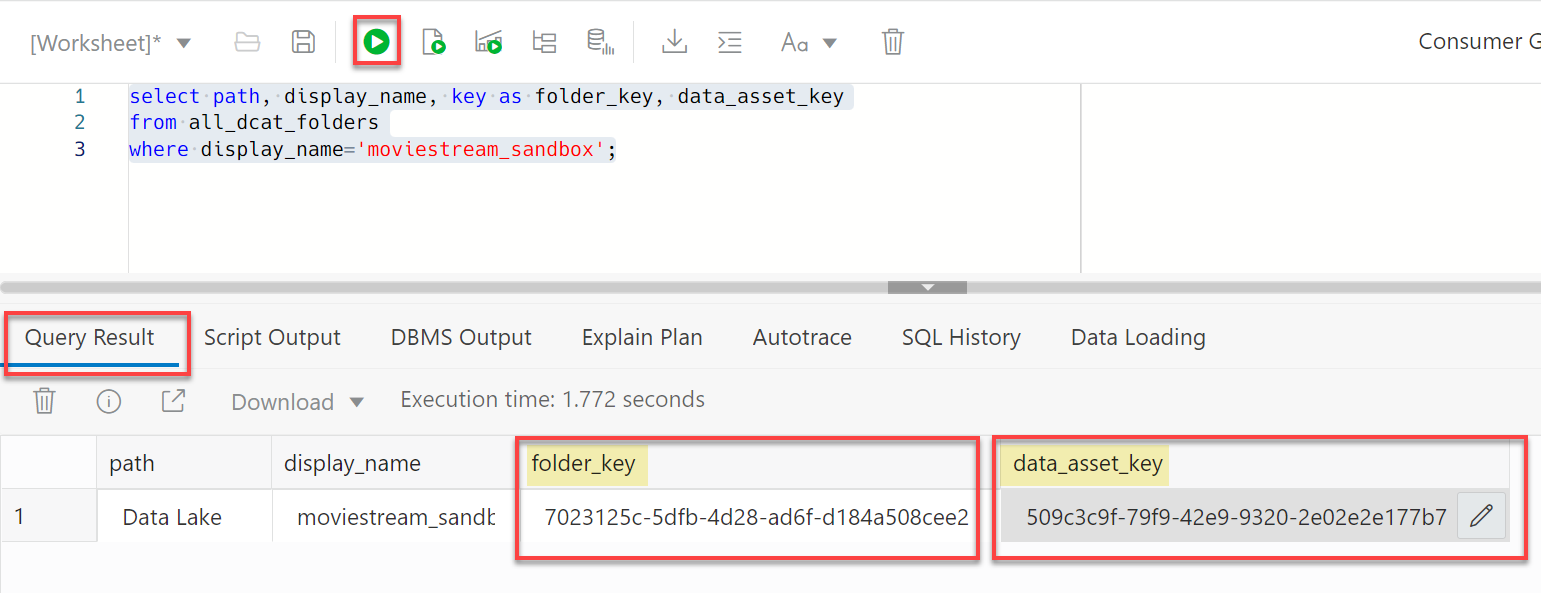 [Worksheet]* Aa Consumer G
1 select path, display_name, key as folder_key, data_asset_key
2 from all_dcat_folders
3 where display_name='moviestream_sandbox';
Query Result Script Output DBMS Output Explain Plan Autotrace SQL History Data Loading
Download Execution time: 1.772 seconds
path display_name folder_key data_asset_key
1 Data Lake moviestream_sandb 7023125c-5dfb-4d28-ad6f-d184a508cee2 509c3c9f-79f9-42e9-9320-2e02e2e177b7